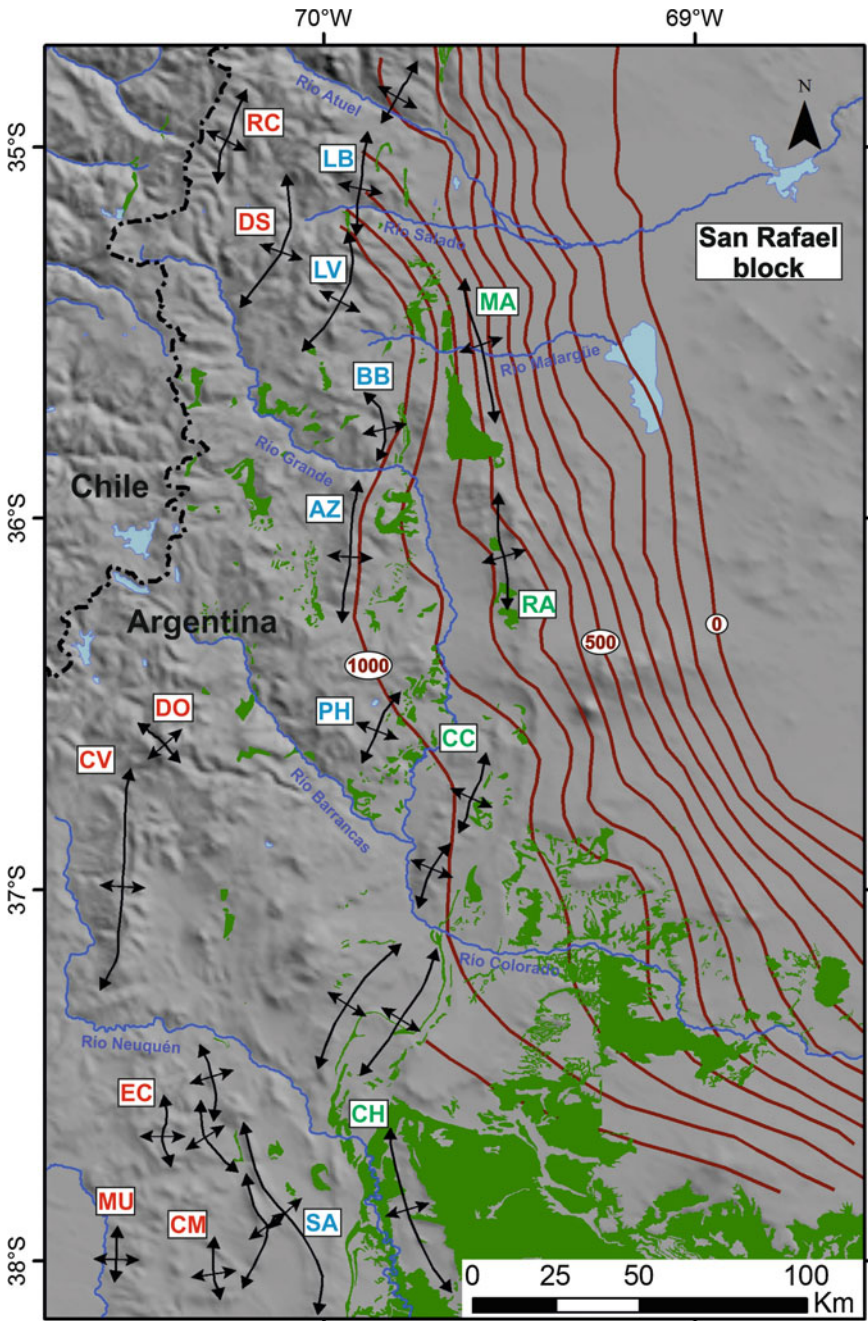 70°W
69°W
N
Río Atuel
35°S
RC
LB
DS
Río Salado
San Rafael
block
LV
MA
BB
Río Malargüe
Río Grande
Chile
36°S
AZ
RA
Argentina
500
0
1000
DO
PH
CC
CV
Río Barrancas
37°S
Río Colorado
Río Neuquén
EC
CH
MU
CM
SA
38°S
0 25 50 100
Km